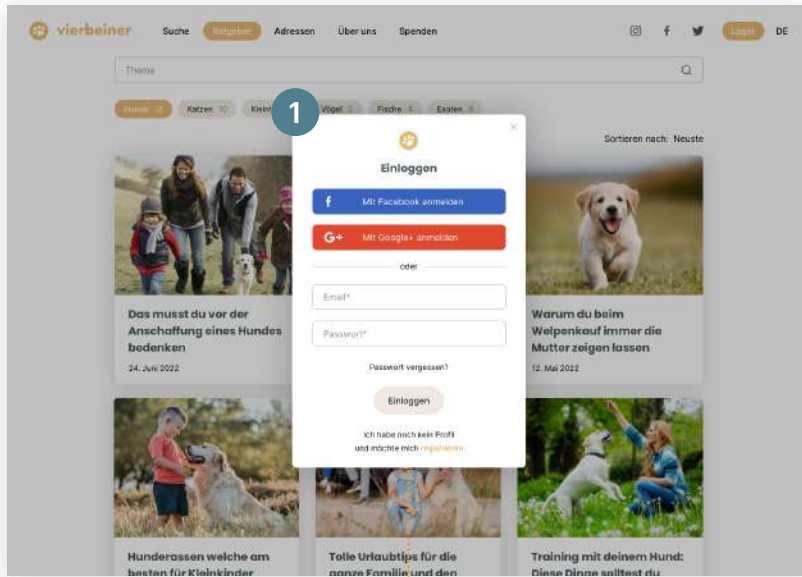 vierbeiner Suche Ratgeber Adressen Über uns Spenden Login DE
Thema
Hunde 12 Katzen 10 Vögel Fische Exoten
1
Sortieren nach: Neuste
Einloggen
f Mit Facebook anmelden
G+ Mit Google+ anmelden
oder
Email*
Passwort*
Passwort vergessen?
Einloggen
Ich habe noch kein Profil
und möchte mich registrieren.
Das musst du vor der
Anschaffung eines Hundes
bedenken
24. Juni 2022
Warum du beim
Welpenkauf immer die
Mutter zeigen lassen
12. Mai 2022
Hunderassen welche am
besten für Kleinkinder
Tolle Urlaubtips für die
ganze Familie und den
Training mit deinem Hund:
Diese Dinge solltest du